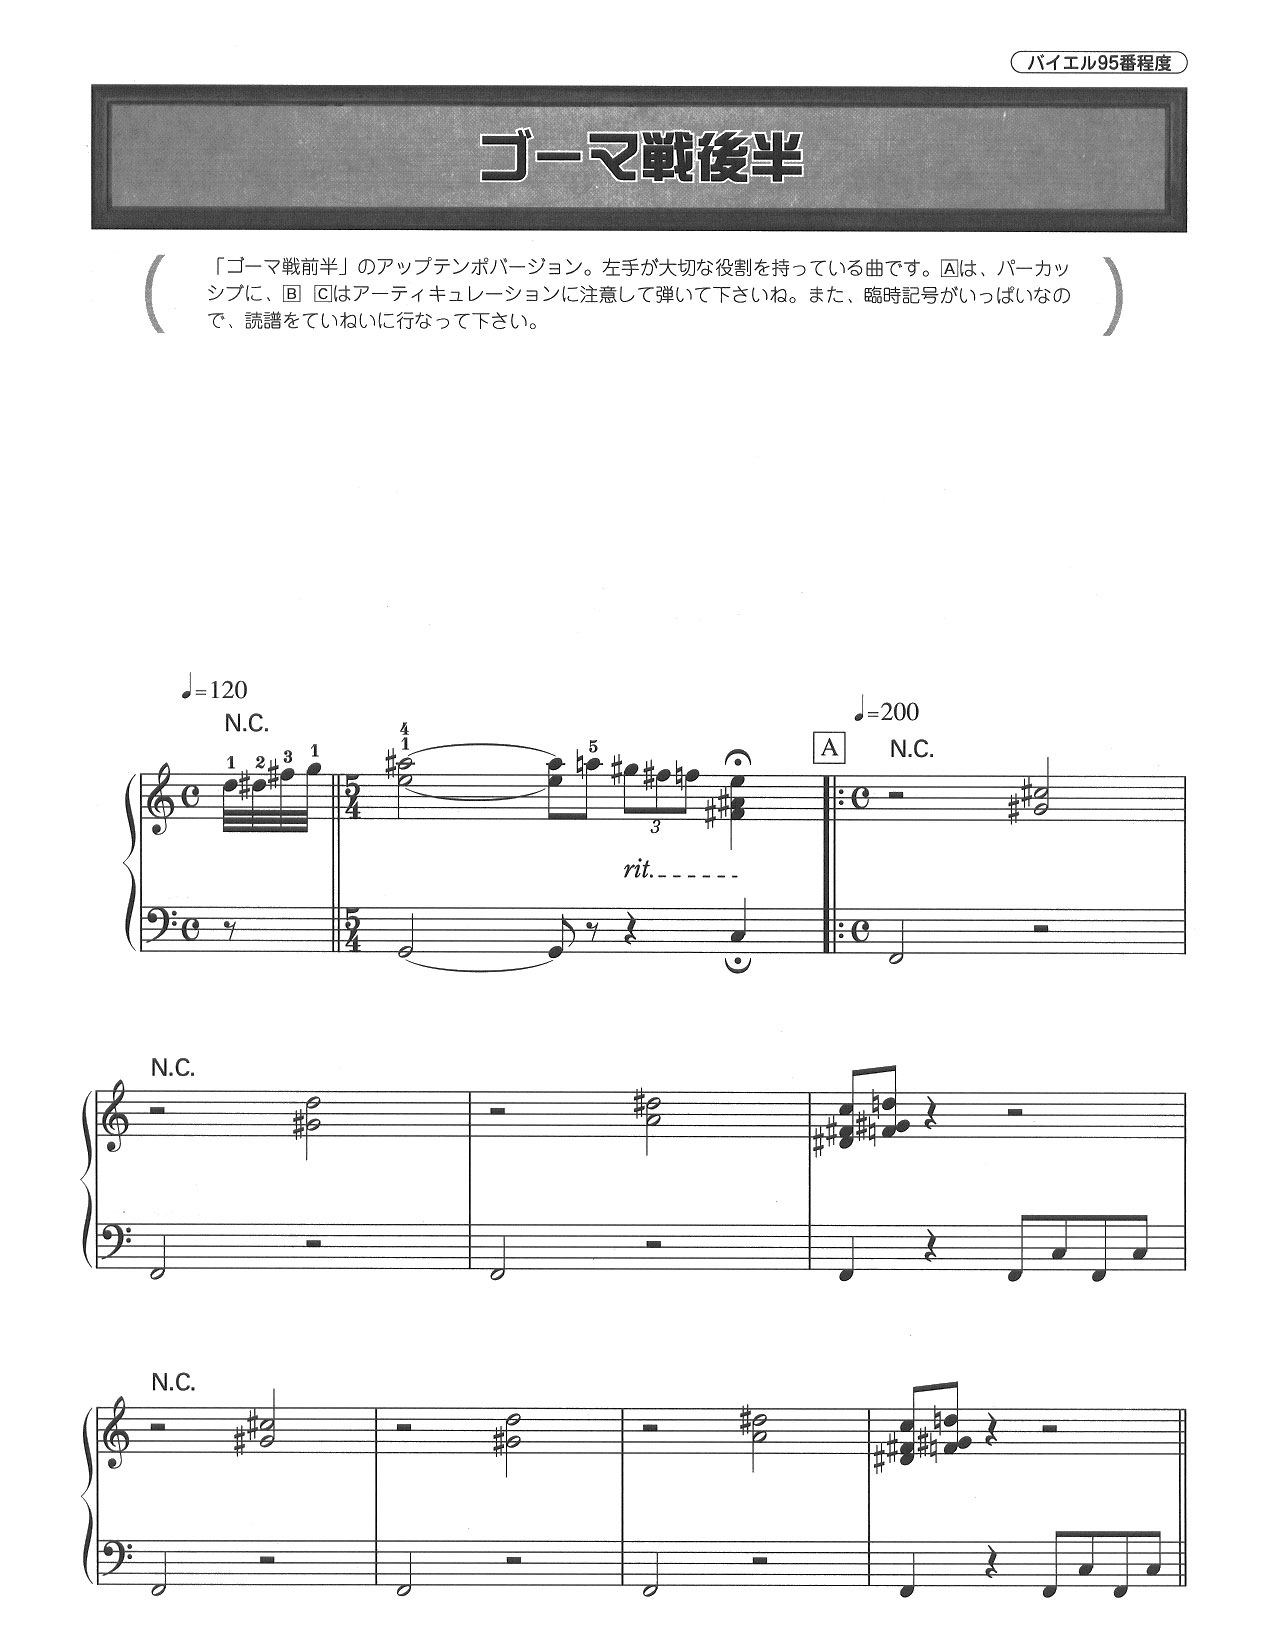 バイエル95番程度
ゴーマ戦後半
「ゴーマ戦前半」のアップテンポバージョン。左手が大切な役割を持っている曲です。Aは、パーカッ
シブに、B Cはアーティキュレーションに注意して弾いて下さいね。また、臨時記号がいっぱいなの
で、読譜をていねいに行なって下さい。
♩=120
N.C.
♩=200
A N.C.
1 2 3 1
4
1
5
5
4
3
rit.
5
4
N.C.
N.C.